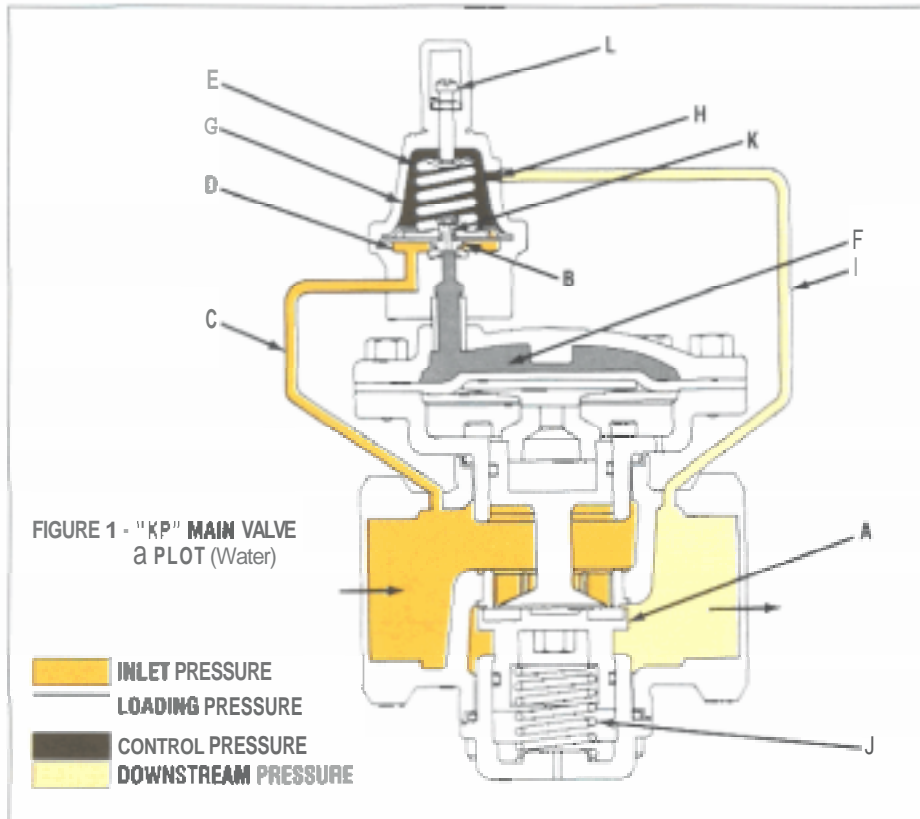 L
E
H
G
K
D
F
B
I
C
FIGURE 1 - "KP" MAIN VALVE
a PLOT (Water)
A
INLET PRESSURE
LOADING PRESSURE
J
CONTROL PRESSURE
DOWNSTREAM PRESSURE